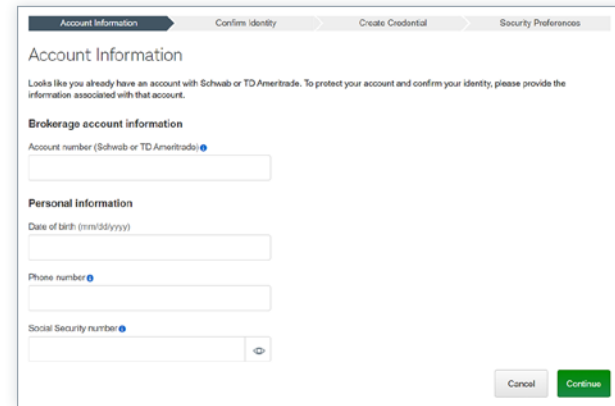 Account Information
Confirm Identity
Create Credential
Security Preferences
Account Information
Looks like you already have an account with Schwab or TD Ameritrade. To protect your account and confirm your identity, please provide the
information associated with that account.
Brokerage account information
Account number (Schwab or TD Ameritrade)
Personal information
Date of birth (mm/dd/yyyy)
Phone number
Social Security number
Cancel
Continue